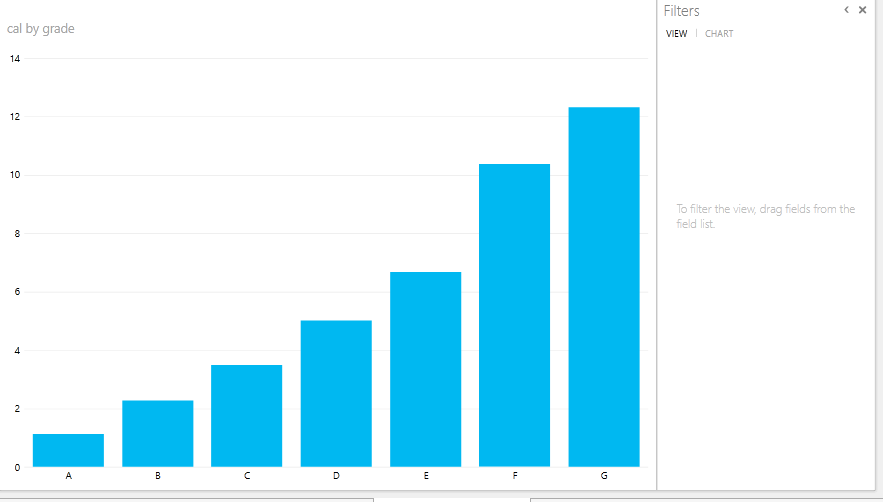 cal by grade
14
12
10
8
6
4
2
0
A B C D E F G
Filters
VIEW | CHART
To filter the view, drag fields from the
field list.